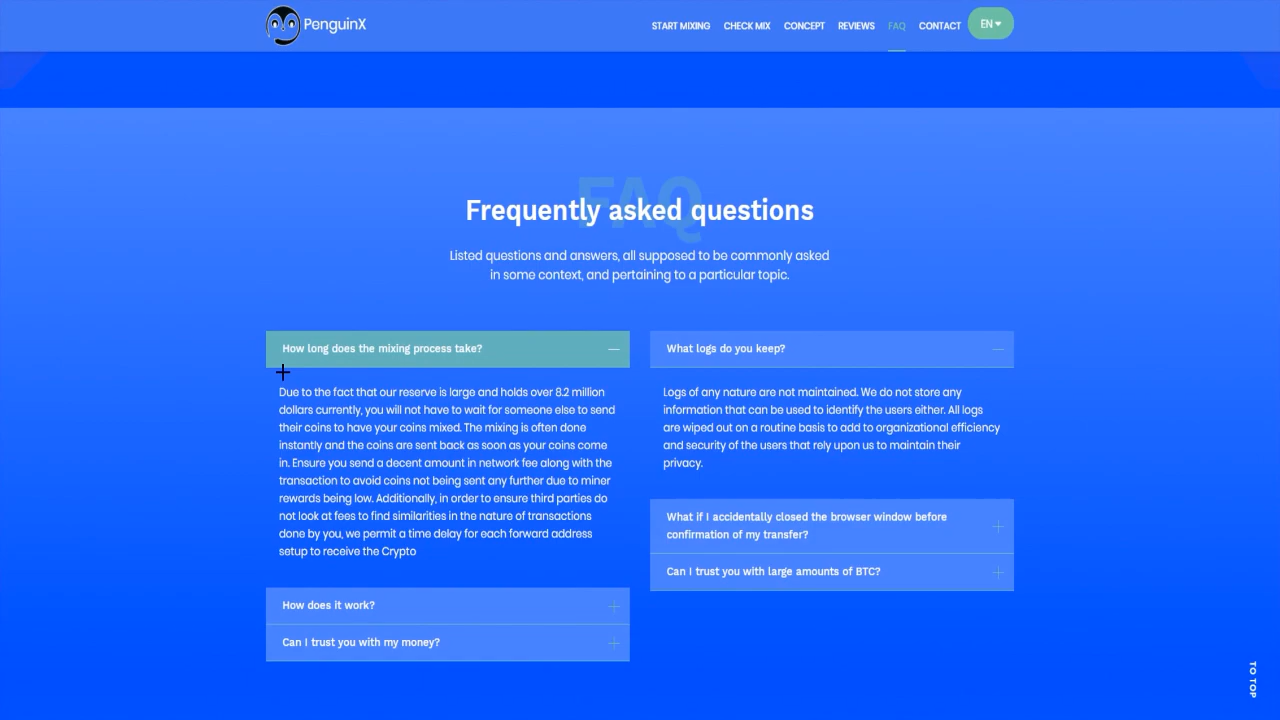 PenguinX
START MIXING CHECK MIX CONCEPT REVIEWS FAQ CONTACT EN
FAQ
Frequently asked questions
Listed questions and answers, all supposed to be commonly asked
in some context, and pertaining to a particular topic.
How long does the mixing process take?
Due to the fact that our reserve is large and holds over 8.2 million
dollars currently, you will not have to wait for someone else to send
their coins to have your coins mixed. The mixing is often done
instantly and the coins are sent back as soon as your coins come
in. Ensure you send a decent amount in network fee along with the
transaction to avoid coins not being sent any further due to miner
rewards being low. Additionally, in order to ensure third parties do
not look at fees to find similarities in the nature of transactions
done by you, we permit a time delay for each forward address
setup to receive the Crypto
How does it work?
Can I trust you with my money?
What logs do you keep?
Logs of any nature are not maintained. We do not store any
information that can be used to identify the users either. All logs
are wiped out on a routine basis to add to organizational efficiency
and security of the users that rely upon us to maintain their
privacy.
What if I accidentally closed the browser window before
confirmation of my transfer?
Can I trust you with large amounts of BTC?
TO TOP